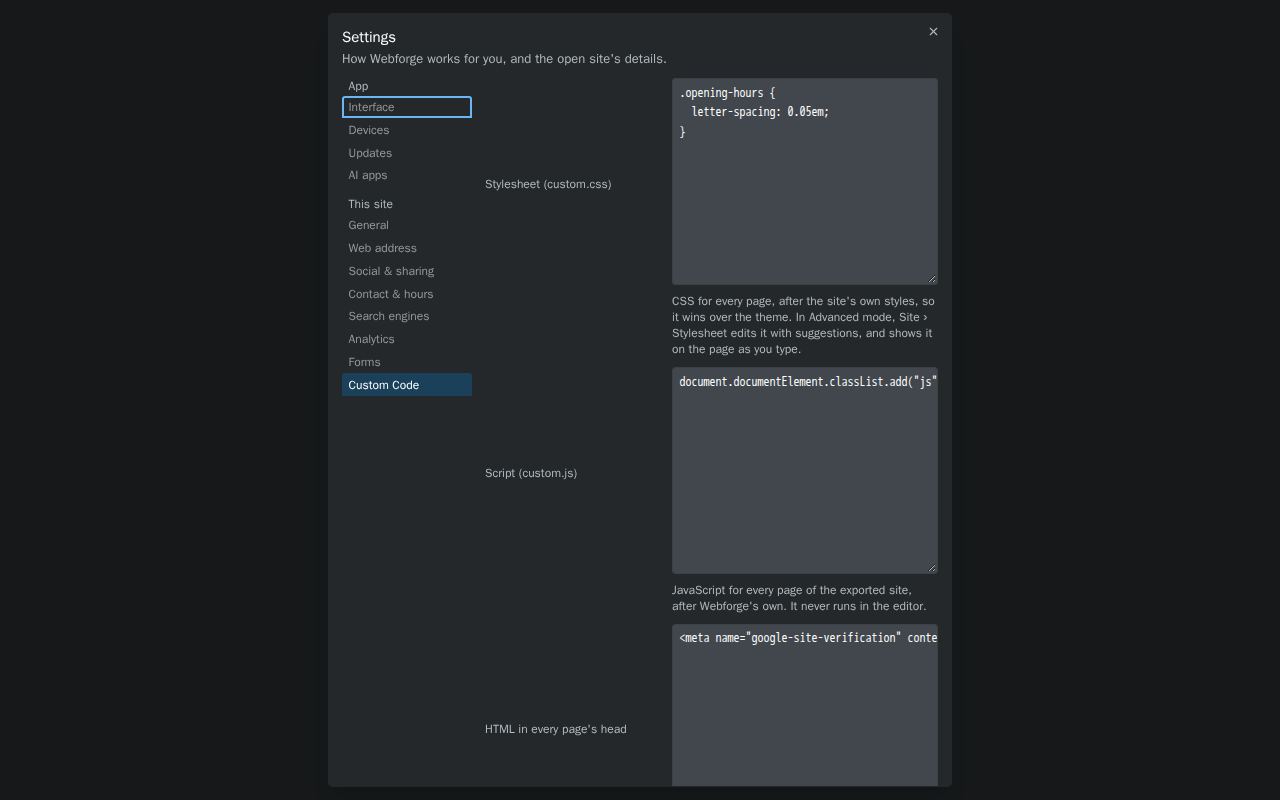 Settings
How Webforge works for you, and the open site's details.
App
Interface
Devices
Updates
AI apps
This site
General
Web address
Social & sharing
Contact & hours
Search engines
Analytics
Forms
Custom Code
Stylesheet (custom.css)
.opening-hours {
  letter-spacing: 0.05em;
}
CSS for every page, after the site's own styles, so
it wins over the theme. In Advanced mode, Site ›
Stylesheet edits it with suggestions, and shows it
on the page as you type.
Script (custom.js)
document.documentElement.classList.add("js"
JavaScript for every page of the exported site,
after Webforge's own. It never runs in the editor.
HTML in every page's head
<meta name="google-site-verification" conte